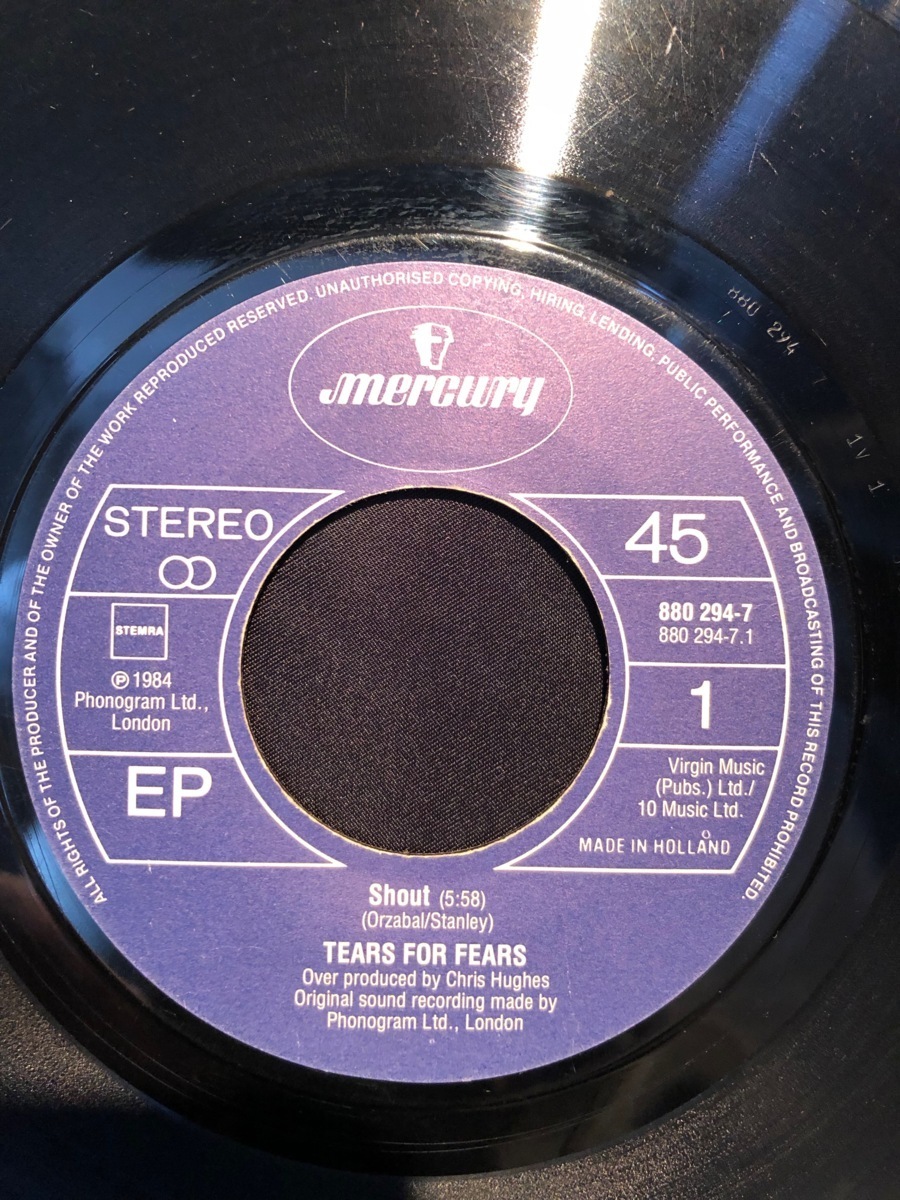 ALL RIGHTS OF THE PRODUCER AND OF THE OWNER OF THE WORK REPRODUCED RESERVED. UNAUTHORISED COPYING, HIRING, LENDING, PUBLIC PERFORMANCE AND BROADCASTING OF THIS RECORD PROHIBITED.
mercury
STEREO
STEMRA
℗ 1984
Phonogram Ltd.,
London
EP
45
880 294-7
880 294-7.1
1
Virgin Music
(Pubs.) Ltd./
10 Music Ltd.
MADE IN HOLLAND
Shout (5:58)
(Orzabal/Stanley)
TEARS FOR FEARS
Over produced by Chris Hughes
Original sound recording made by
Phonogram Ltd., London
880 294
1V 1